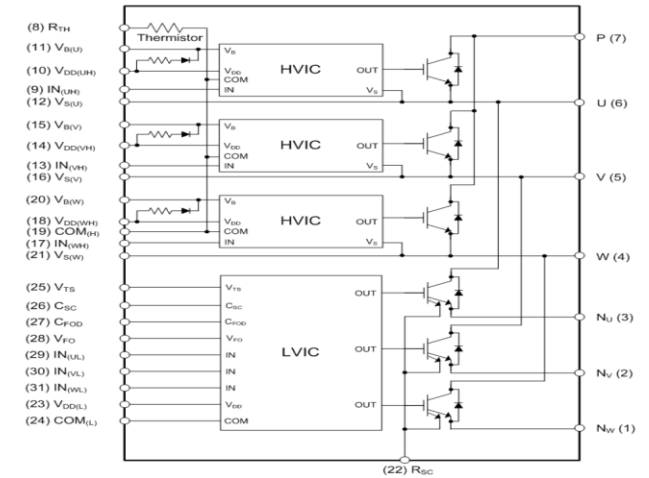 (8) RTH
Thermistor
(11) VB(U)
VB
(10) VDD(UH)
VDD
HVIC
OUT
COM
(9) IN(UH)
IN
(12) VS(U)
VS
P (7)
U (6)
(15) VB(V)
VB
(14) VDD(VH)
VDD
HVIC
OUT
COM
(13) IN(VH)
IN
(16) VS(V)
VS
V (5)
(20) VB(W)
VB
(18) VDD(WH)
VDD
HVIC
OUT
(19) COM(H)
COM
(17) IN(WH)
IN
(21) VS(W)
VS
W (4)
(25) VTS
VTS
OUT
(26) CSC
CSC
(27) CFOD
CFOD
NU (3)
(28) VFO
VFO
(29) IN(UL)
IN
LVIC
OUT
(30) IN(VL)
IN
NV (2)
(31) IN(WL)
IN
(23) VDD(L)
VDD
OUT
(24) COM(L)
COM
NW (1)
(22) RSC